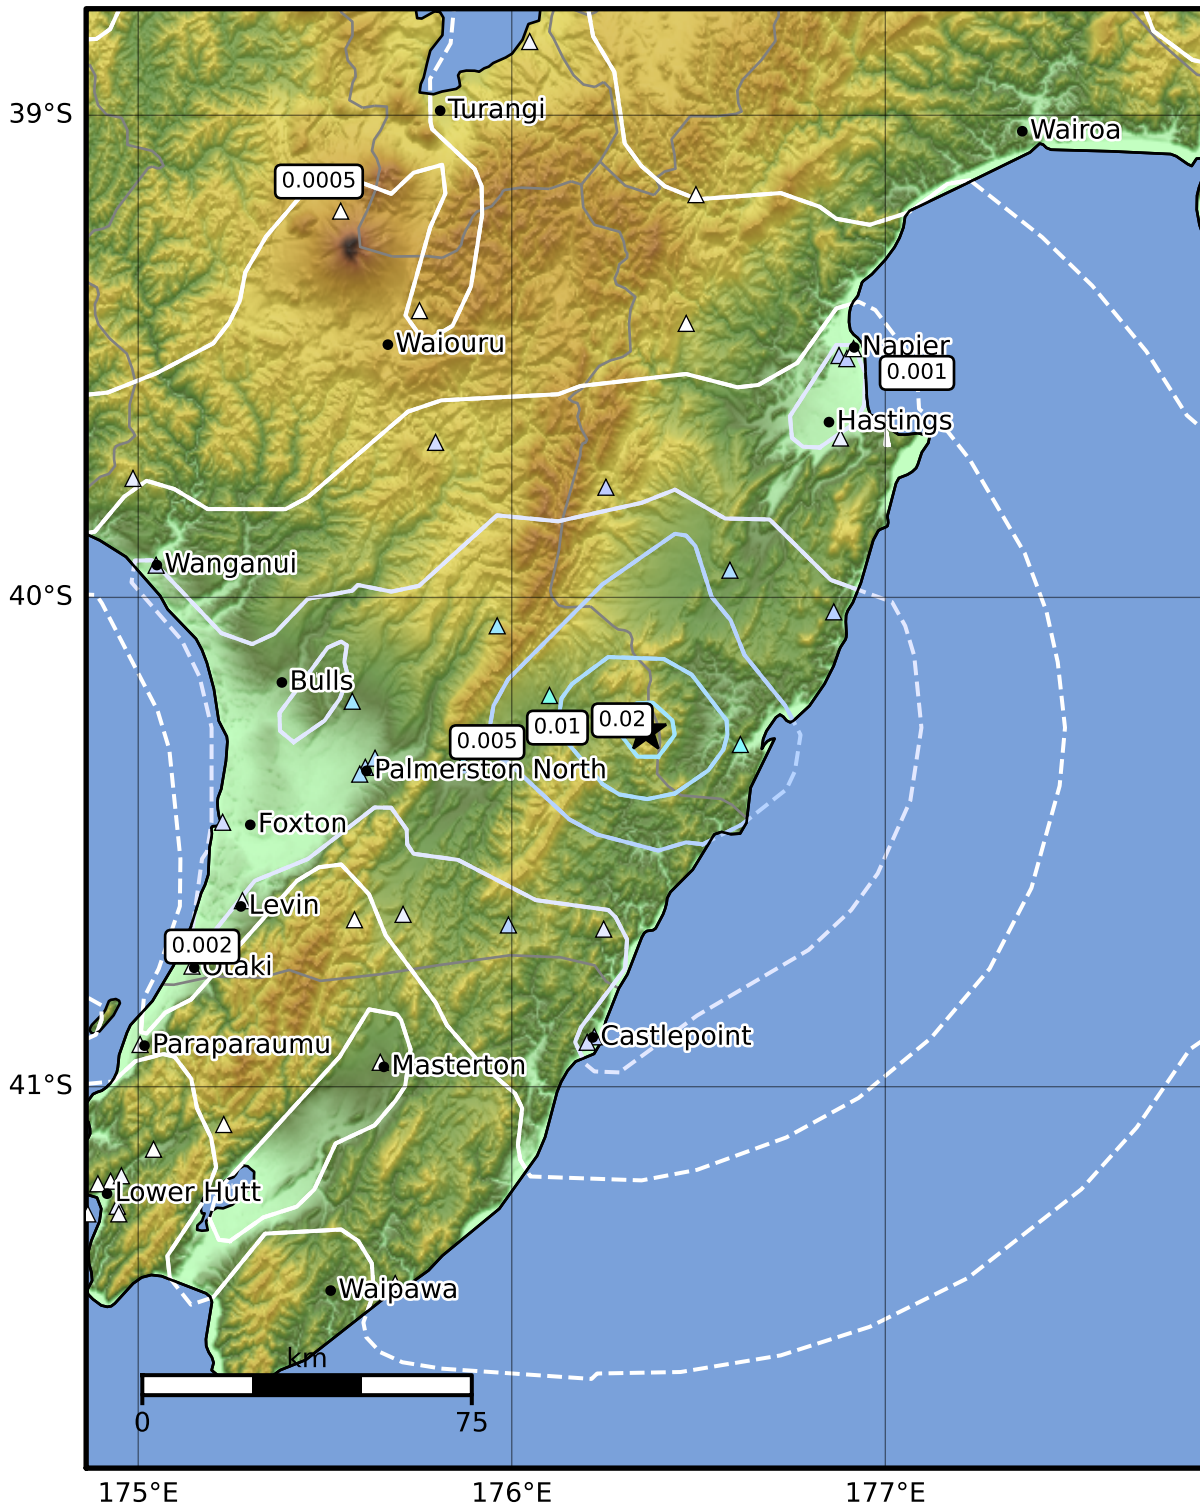 Turangi
39°S
Wairoa
0.0005
Waiouru
Napier
0.001
Hastings
Wanganui
40°S
Bulls
0.02
0.01
0.005
Palmerston North
Foxton
Levin
0.002
Otaki
Castlepoint
Paraparaumu
Masterton
41°S
Lower Hutt
Waipawa
km
0
75
175°E
176°E
177°E